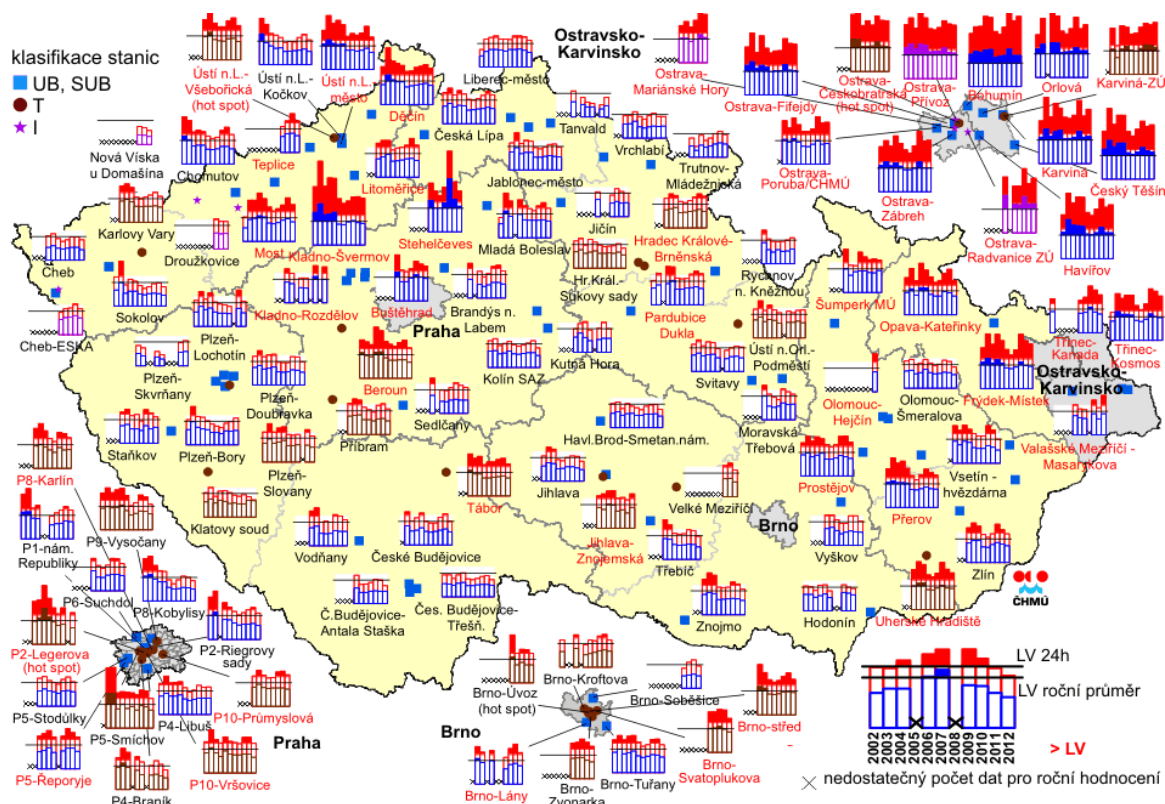 klasifikace stanic
UB, SUB
T
I
Ústí n.L.-
Všebořická
(hot spot)
Ústí n.L.-
Kočkov
Ústí n.L.-
město
Děčín
Liberec-město
Česká Lípa
Tanvald
Vrchlabí
Trutnov-
Mládežnická
Jablonec-město
Nová Víska
u Domašína
Chomutov
Teplice
Litoměřice
Karlovy Vary
Droužkovice
Most
Kladno-Švermov
Stehelčeves
Mladá Boleslav
Jičín
Hradec Králové-
Brněnská
Hr.Král.-
Sukovy sady
Rychnov
n. Kněžnou
Cheb
Sokolov
Cheb-ESKA
Plzeň-
Lochotín
Kladno-Rozdělov
Buštěhrad
Praha
Brandýs n.
Labem
Pardubice
Dukla
Ústí n.Orl.-
Podměstí
Šumperk MÚ
Opava-Kateřinky
Plzeň-
Skvrňany
Plzeň-
Doubravka
Beroun
Kolín SAZ
Kutná Hora
Svitavy
Olomouc-
Hejčín
Olomouc-
Šmeralova
Frýdek-Místek
Třinec-
Kanada
Třinec-
Kosmos
Ostravsko-
Karvinsko
Staňkov
Plzeň-Bory
Plzeň-
Slovany
Příbram
Sedlčany
Havl.Brod-Smetan.nám.
Moravská
Třebová
Valašské Meziříčí -
Masarykova
Klatovy soud
Tábor
Jihlava
Velké Meziříčí
Prostějov
Přerov
Vsetín -
hvězdárna
Brno
Vodňany
České Budějovice
Jihlava-
Znojemská
Třebíč
Vyškov
Zlín
Č.Budějovice-
Antala Staška
Čes. Budějovice-
Třešň.
Znojmo
Hodonín
Uherské Hradiště
ČHMÚ
Ostravsko-
Karvinsko
Ostrava-
Mariánské Hory
Ostrava-Fifejdy
Ostrava-
Českobratrská
(hot spot)
Ostrava-
Přívoz
Bohumín
Orlová
Karviná-ZÚ
Ostrava-
Poruba/CHMÚ
Ostrava-
Zábřeh
Ostrava-
Radvanice ZÚ
Karviná
Český Těšín
Havířov
P8-Karlín
P9-Vysočany
P1-nám.
Republiky
P6-Suchdol
P8-Kobylisy
P2-Legerova
(hot spot)
P2-Riegrovy
sady
P5-Stodůlky
P5-Smíchov
P4-Libuš
P10-Průmyslová
P5-Řeporyje
P4-Braník
P10-Vršovice
Praha
Brno
Brno-Úvoz
(hot spot)
Brno-Kroftova
Brno-Soběšice
Brno-střed
Brno-
Svatoplukova
Brno-Lány
Brno-
Zvonařka
Brno-Tuřany
LV 24h
LV roční průměr
2002 2003 2004 2005 2006 2007 2008 2009 2010 2011 2012
> LV
nedostatečný počet dat pro roční hodnocení